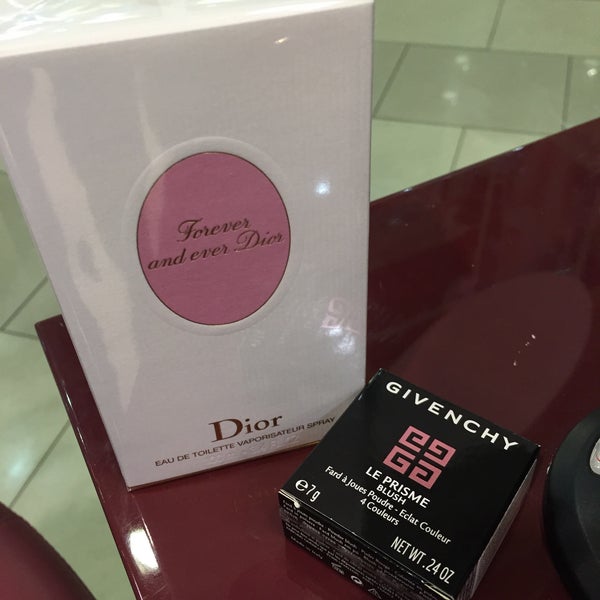 Forever
and ever Dior
Dior
EAU DE TOILETTE VAPORISATEUR SPRAY
GIVENCHY
LE PRISME
BLUSH
Fard à Joues Poudre - Eclat Couleur
4 Couleurs
e 7g
NET WT. .24 OZ